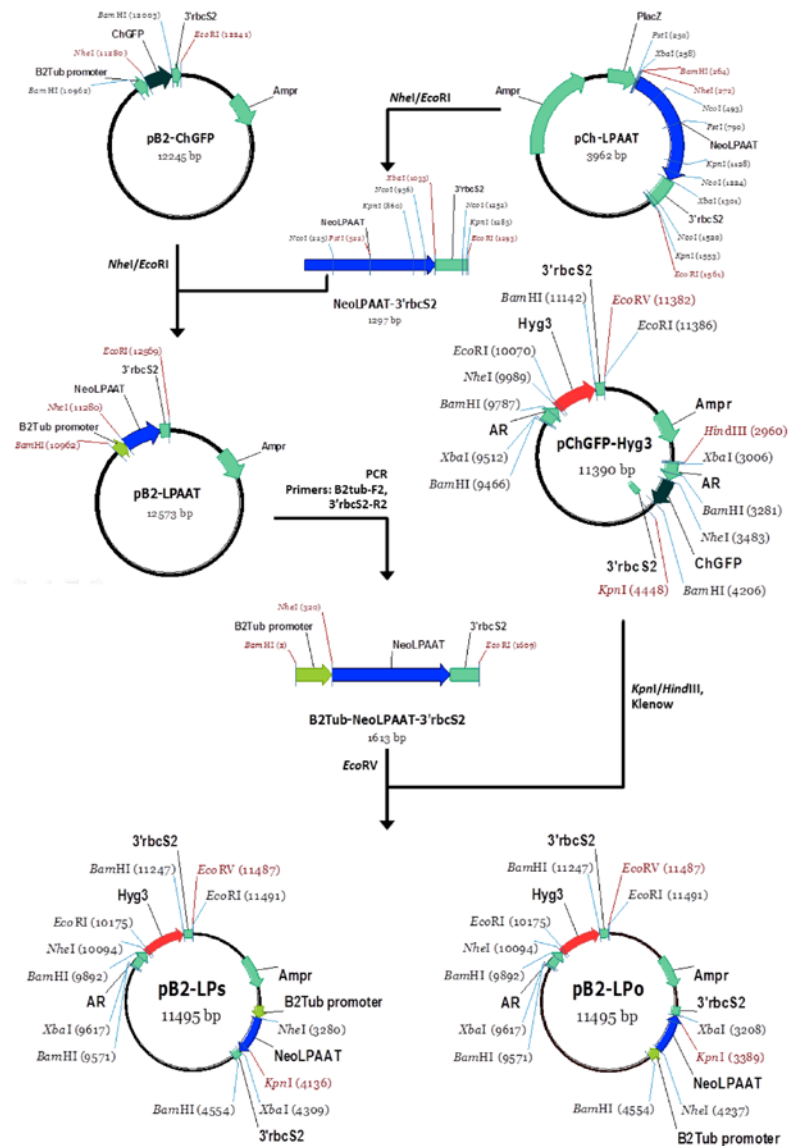 BamHI (12003)
3'rbcS2
EcoRI (12241)
ChGFP
NheI (11280)
B2Tub promoter
BamHI (10962)
Ampr
pB2-ChGFP
12245 bp
NheI/EcoRI
PlacZ
PstI (250)
XbaI (258)
BamHI (264)
NheI (272)
NcoI (493)
PstI (790)
NeoLPAAT
KpnI (1128)
NcoI (1224)
XbaI (1301)
3'rbcS2
NcoI (1520)
KpnI (1553)
EcoRI (1561)
Ampr
pCh-LPAAT
3962 bp
XbaI (1033)
NcoI (956)
KpnI (860)
3'rbcS2
NcoI (1252)
KpnI (1285)
EcoRI (1293)
NeoLPAAT
NcoI (225) PstI (522)
NeoLPAAT-3'rbcS2
1297 bp
NheI/EcoRI
EcoRI (12569)
3'rbcS2
NeoLPAAT
NheI (11280)
B2Tub promoter
BamHI (10962)
Ampr
pB2-LPAAT
12573 bp
PCR
Primers: B2tub-F2,
3'rbcS2-R2
3'rbcS2
BamHI (11142)
EcoRV (11382)
Hyg3
EcoRI (11386)
EcoRI (10070)
NheI (9989)
BamHI (9787)
AR
XbaI (9512)
BamHI (9466)
Ampr
HindIII (2960)
XbaI (3006)
AR
BamHI (3281)
NheI (3483)
ChGFP
BamHI (4206)
3'rbcS2
KpnI (4448)
pChGFP-Hyg3
11390 bp
NheI (320)
B2Tub promoter
BamHI (2)
NeoLPAAT
3'rbcS2
EcoRI (1609)
B2Tub-NeoLPAAT-3'rbcS2
1613 bp
KpnI/HindIII,
Klenow
EcoRV
3'rbcS2
BamHI (11247)
EcoRV (11487)
Hyg3
EcoRI (11491)
EcoRI (10175)
NheI (10094)
BamHI (9892)
AR
XbaI (9617)
BamHI (9571)
Ampr
B2Tub promoter
NheI (3280)
NeoLPAAT
KpnI (4136)
BamHI (4554)
XbaI (4309)
3'rbcS2
pB2-LPs
11495 bp
3'rbcS2
BamHI (11247)
EcoRV (11487)
Hyg3
EcoRI (11491)
EcoRI (10175)
NheI (10094)
BamHI (9892)
AR
XbaI (9617)
BamHI (9571)
Ampr
3'rbcS2
XbaI (3208)
KpnI (3389)
NeoLPAAT
BamHI (4554)
NheI (4237)
B2Tub promoter
pB2-LPo
11495 bp